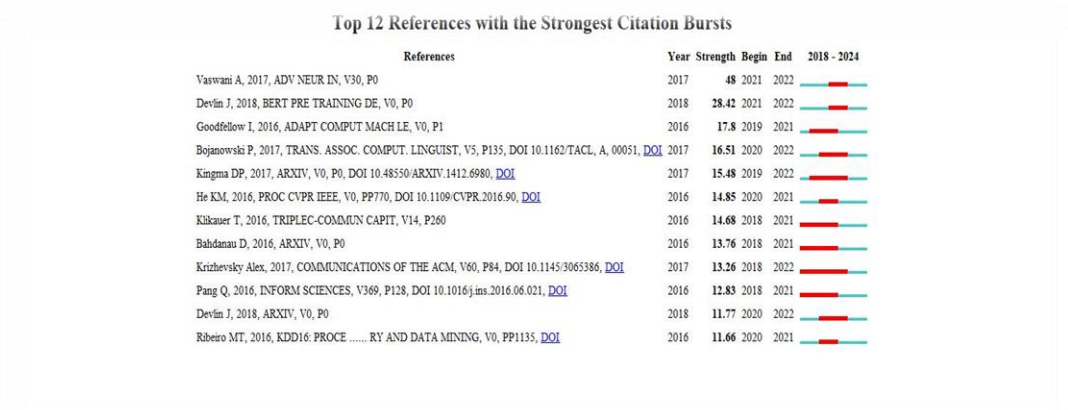 Top 12 References with the Strongest Citation Bursts
References Year Strength Begin End 2018 - 2024
Vaswani A, 2017, ADV NEUR IN, V30, P0 2017 48 2021 2022
Devlin J, 2018, BERT PRE TRAINING DE, V0, P0 2018 28.42 2021 2022
Goodfellow I, 2016, ADAPT COMPUT MACH LE, V0, P1 2016 17.8 2019 2021
Bojanowski P, 2017, TRANS. ASSOC. COMPUT. LINGUIST, V5, P135, DOI 10.1162/TACL, A, 00051, DOI 2017 16.51 2020 2022
Kingma DP, 2017, ARXIV, V0, P0, DOI 10.48550/ARXIV.1412.6980, DOI 2017 15.48 2019 2022
He KM, 2016, PROC CVPR IEEE, V0, PP770, DOI 10.1109/CVPR.2016.90, DOI 2016 14.85 2020 2021
Klikauer T, 2016, TRIPLEC-COMMUN CAPIT, V14, P260 2016 14.68 2018 2021
Bahdanau D, 2016, ARXIV, V0, P0 2016 13.76 2018 2021
Krizhevsky Alex, 2017, COMMUNICATIONS OF THE ACM, V60, P84, DOI 10.1145/3065386, DOI 2017 13.26 2018 2022
Pang Q, 2016, INFORM SCIENCES, V369, P128, DOI 10.1016/j.ins.2016.06.021, DOI 2016 12.83 2018 2021
Devlin J, 2018, ARXIV, V0, P0 2018 11.77 2020 2022
Ribeiro MT, 2016, KDD16: PROCE ...... RY AND DATA MINING, V0, PP1135, DOI 2016 11.66 2020 2021